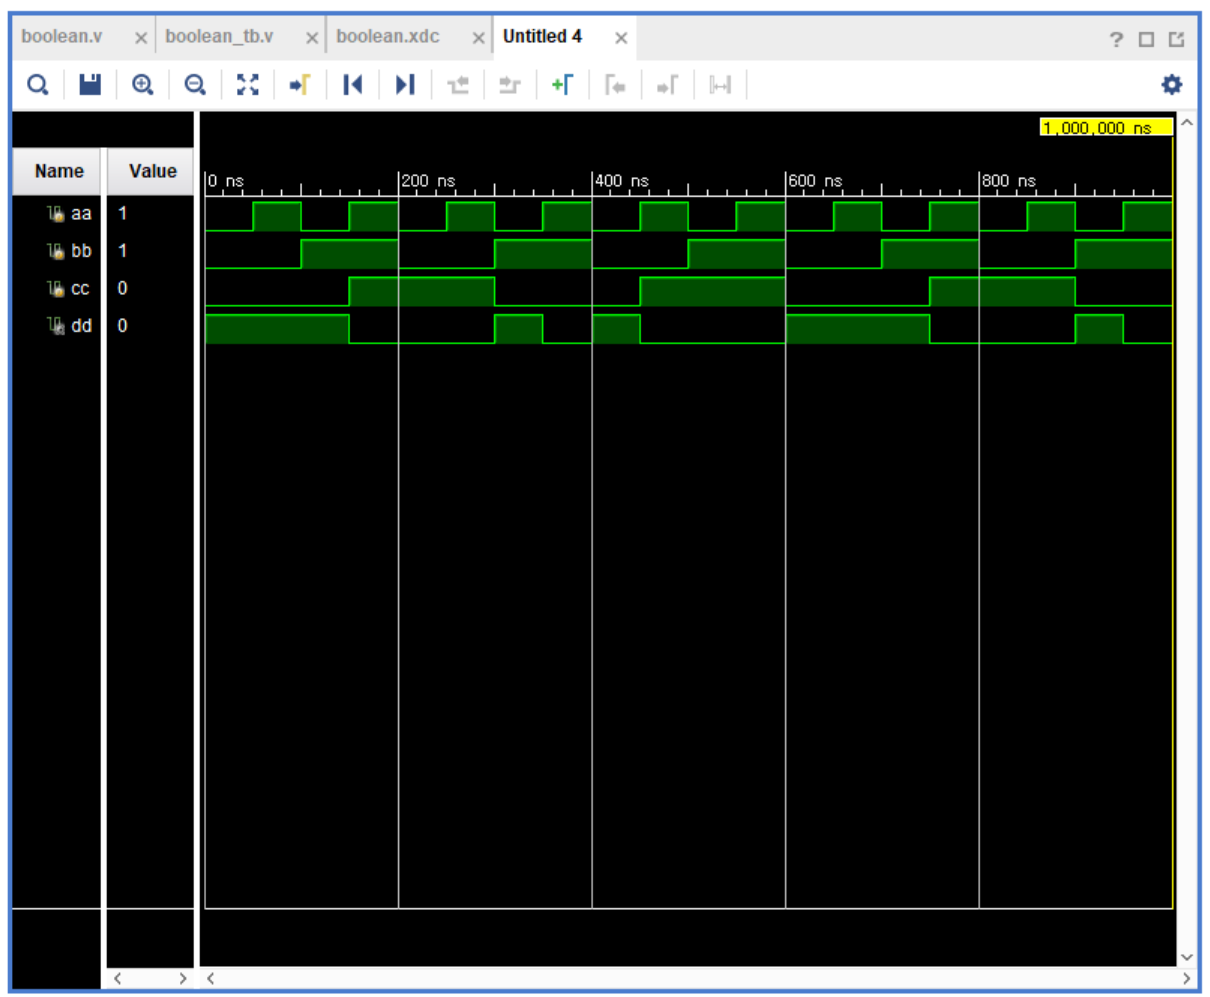 boolean.v × boolean_tb.v × boolean.xdc × Untitled 4 × ?
1,000,000 ns
Name Value 0 ns 200 ns 400 ns 600 ns 800 ns
aa 1
bb 1
cc 0
dd 0